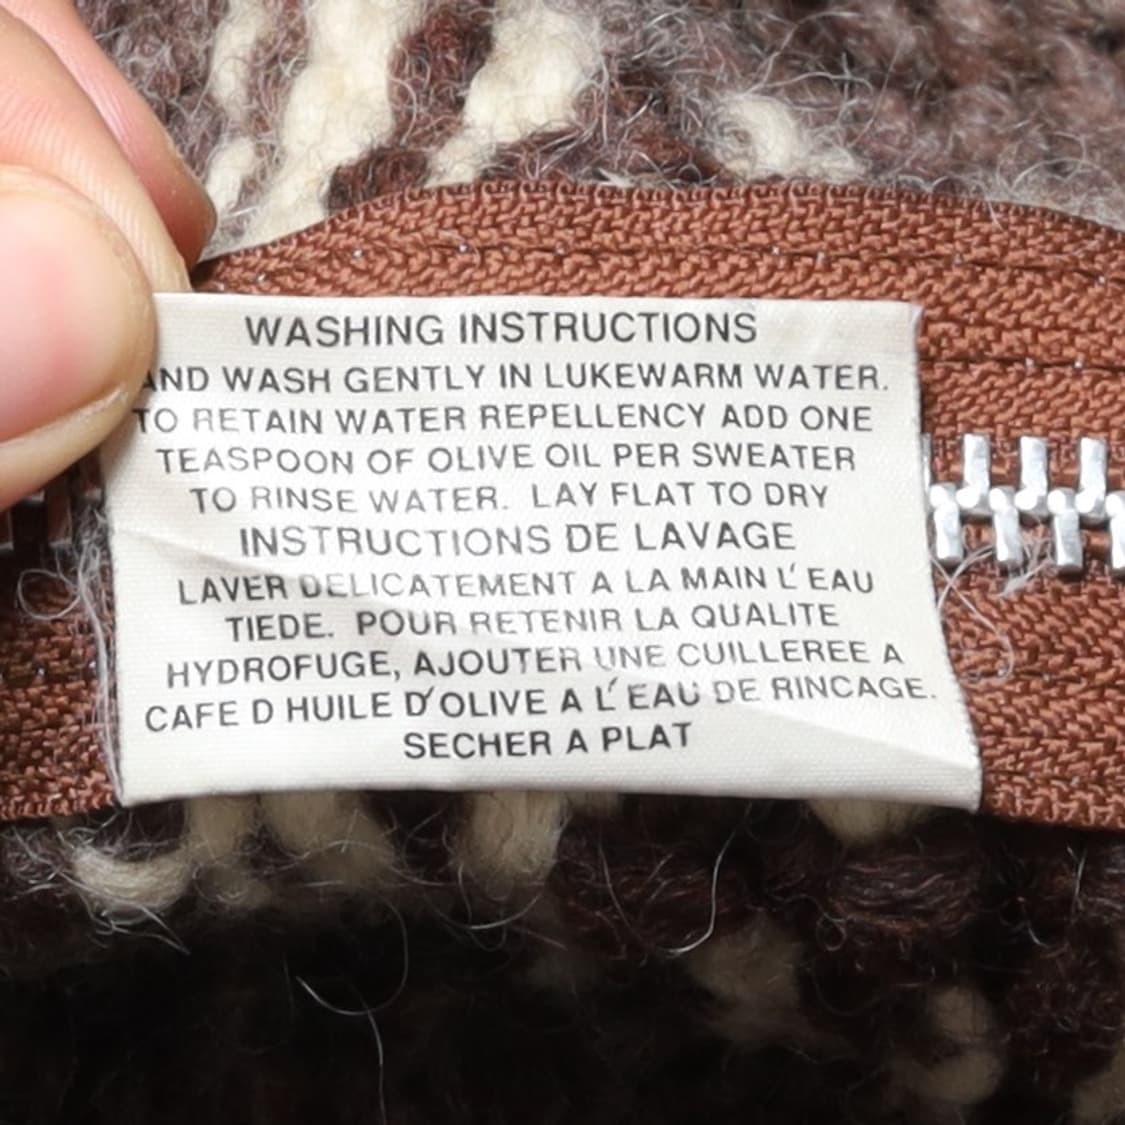 WASHING INSTRUCTIONS
AND WASH GENTLY IN LUKEWARM WATER.
TO RETAIN WATER REPELLENCY ADD ONE
TEASPOON OF OLIVE OIL PER SWEATER
TO RINSE WATER. LAY FLAT TO DRY
INSTRUCTIONS DE LAVAGE
LAVER DELICATEMENT A LA MAIN L' EAU
TIEDE. POUR RETENIR LA QUALITE
HYDROFUGE, AJOUTER UNE CUILLEREE A
CAFE D HUILE D'OLIVE A L' EAU DE RINCAGE.
SECHER A PLAT